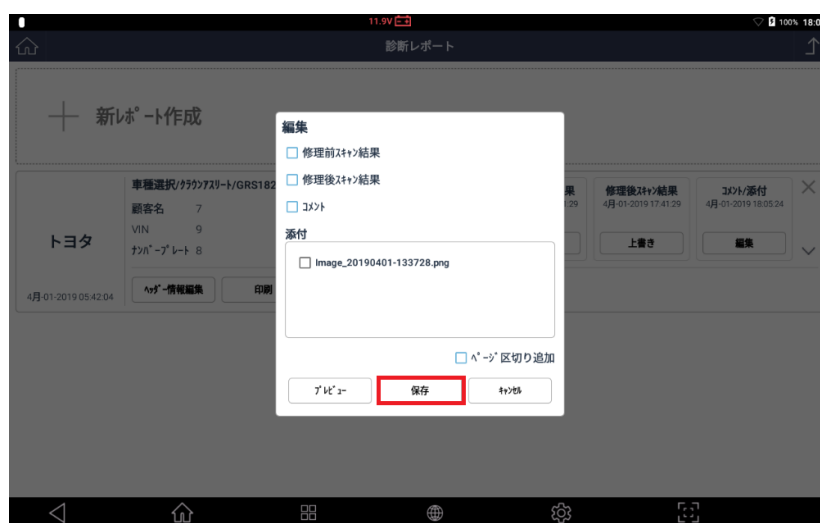 11.9V
100% 18:0
診断レポート
新ﾚﾎﾟｰﾄ作成
編集
修理前ｽｷｬﾝ結果
修理後ｽｷｬﾝ結果
ｺﾒﾝﾄ
添付
Image_20190401-133728.png
ﾍﾟｰｼﾞ区切り追加
ﾌﾟﾚﾋﾞｭｰ
保存
ｷｬﾝｾﾙ
トヨタ
4月-01-2019 05:42:04
車種選択/ｸﾗｳﾝｱｽﾘｰﾄ/GRS182
顧客名 7
VIN 9
ﾅﾝﾊﾞｰﾌﾟﾚｰﾄ 8
ﾍｯﾀﾞｰ情報編集
印刷
果
1:29
修理後ｽｷｬﾝ結果
4月-01-2019 17:41:29
上書き
ｺﾒﾝﾄ/添付
4月-01-2019 18:05:24
編集